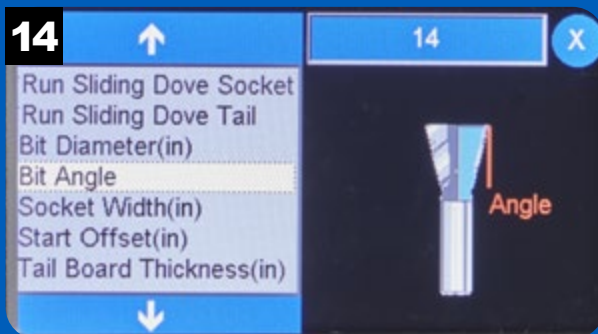 14
14
X
Run Sliding Dove Socket
Run Sliding Dove Tail
Bit Diameter(in)
Bit Angle
Socket Width(in)
Start Offset(in)
Tail Board Thickness(in)
Angle